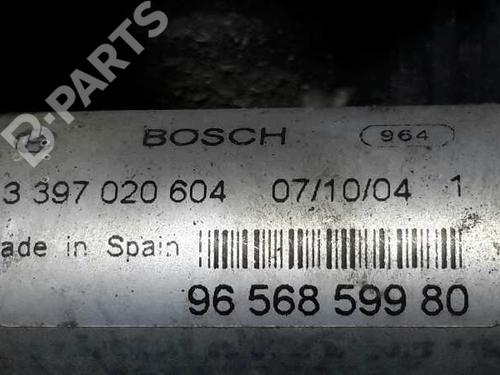 B-PARTS
BOSCH 964
3 397 020 604 07/10/04 1
ade in Spain
96 568 599 80